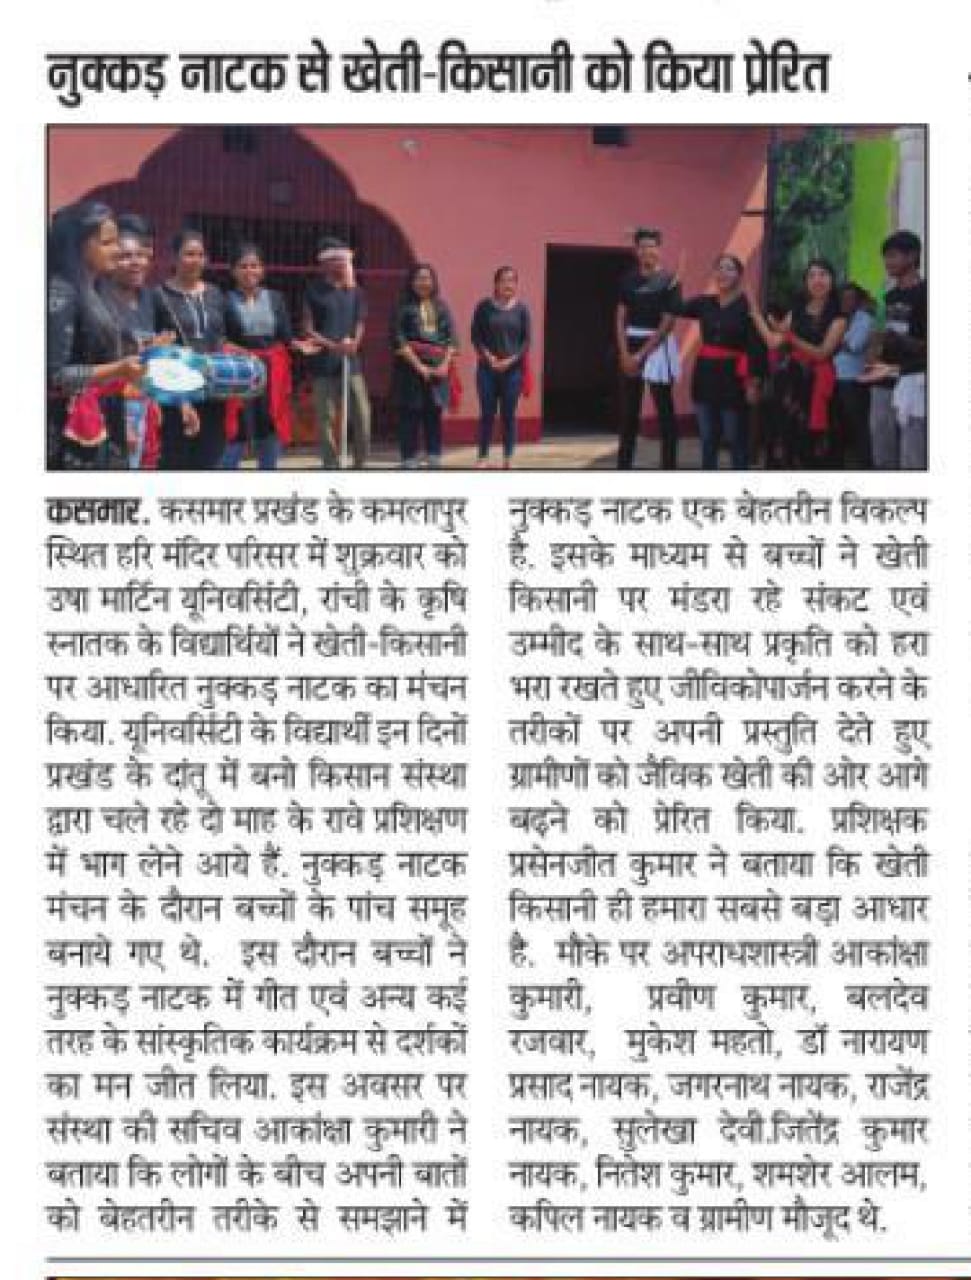 नुक्कड़ नाटक से खेती-किसानी को किया प्रेरित
कसमार. कसमार प्रखंड के कमलापुर
स्थित हरि मंदिर परिसर में शुक्रवार को
उषा मार्टिन यूनिवर्सिटी, रांची के कृषि
स्नातक के विद्यार्थियों ने खेती-किसानी
पर आधारित नुक्कड़ नाटक का मंचन
किया. यूनिवर्सिटी के विद्यार्थी इन दिनों
प्रखंड के दांतू में बनो किसान संस्था
द्वारा चले रहे दो माह के रावे प्रशिक्षण
में भाग लेने आये हैं. नुक्कड़ नाटक
मंचन के दौरान बच्चों के पांच समूह
बनाये गए थे. इस दौरान बच्चों ने
नुक्कड़ नाटक में गीत एवं अन्य कई
तरह के सांस्कृतिक कार्यक्रम से दर्शकों
का मन जीत लिया. इस अवसर पर
संस्था की सचिव आकांक्षा कुमारी ने
बताया कि लोगों के बीच अपनी बातों
को बेहतरीन तरीके से समझाने में
नुक्कड़ नाटक एक बेहतरीन विकल्प
है. इसके माध्यम से बच्चों ने खेती
किसानी पर मंडरा रहे संकट एवं
उम्मीद के साथ-साथ प्रकृति को हरा
भरा रखते हुए जीविकोपार्जन करने के
तरीकों पर अपनी प्रस्तुति देते हुए
ग्रामीणों को जैविक खेती की ओर आगे
बढ़ने को प्रेरित किया. प्रशिक्षक
प्रसेनजीत कुमार ने बताया कि खेती
किसानी ही हमारा सबसे बड़ा आधार
है. मौके पर अपराधशास्त्री आकांक्षा
कुमारी, प्रवीण कुमार, बलदेव
रजवार, मुकेश महतो, डॉ नारायण
प्रसाद नायक, जगरनाथ नायक, राजेंद्र
नायक, सुलेखा देवी.जितेंद्र कुमार
नायक, नितेश कुमार, शमशेर आलम,
कपिल नायक व ग्रामीण मौजूद थे.